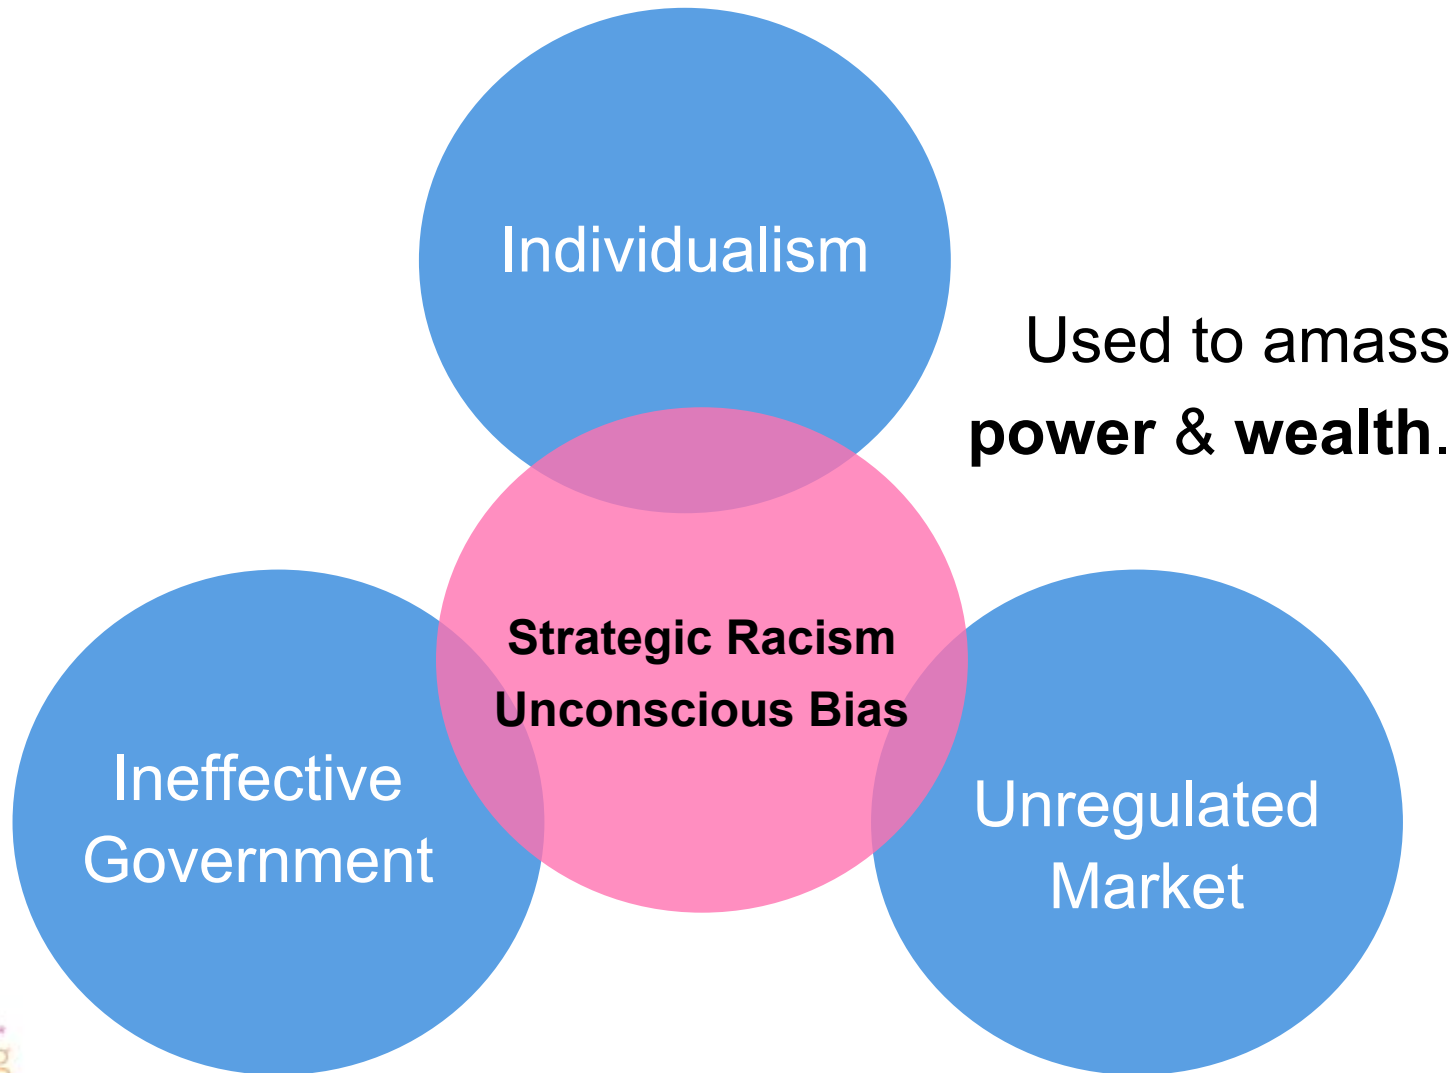 Individualism
Used to amass
power & wealth.
Strategic Racism
Unconscious Bias
Ineffective
Government
Unregulated
Market